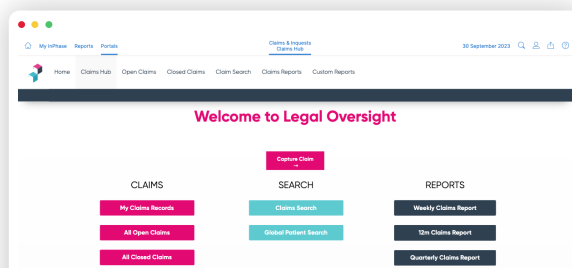 My InPhase Reports Portals
Claims & Inquests
Claims Hub
30 September 2023
Home Claims Hub Open Claims Closed Claims Claim Search Claims Reports Custom Reports
Welcome to Legal Oversight
Capture Claim
→
CLAIMS SEARCH REPORTS
My Claims Records Claims Search Weekly Claims Report
All Open Claims Global Patient Search 12m Claims Report
All Closed Claims Quarterly Claims Report